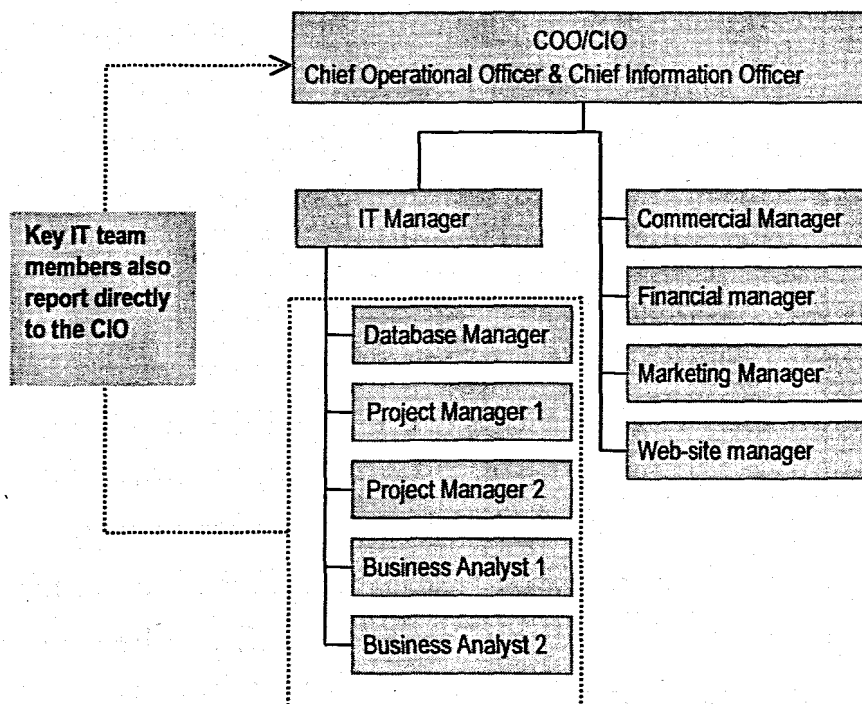 COO/CIO
Chief Operational Officer & Chief Information Officer
IT Manager
Commercial Manager
Key IT team
members also
report directly
to the CIO
Financial manager
Database Manager
Marketing Manager
Project Manager 1
Web-site manager
Project Manager 2
Business Analyst 1
Business Analyst 2